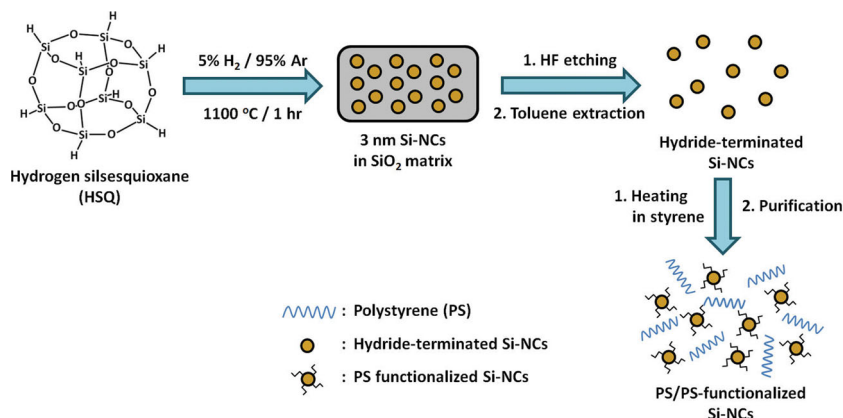 H
H
Si
O
Si
O
O
H
O
H
Si
O
Si
O
O
O
O
Si
H
Si
H
O
O
Si
O
Si
H
H
Hydrogen silsesquioxane
(HSQ)
5% H₂ / 95% Ar
1100 °C / 1 hr
3 nm Si-NCs
in SiO₂ matrix
1. HF etching
2. Toluene extraction
Hydride-terminated
Si-NCs
1. Heating
in styrene
2. Purification
: Polystyrene (PS)
: Hydride-terminated Si-NCs
: PS functionalized Si-NCs
PS/PS-functionalized
Si-NCs